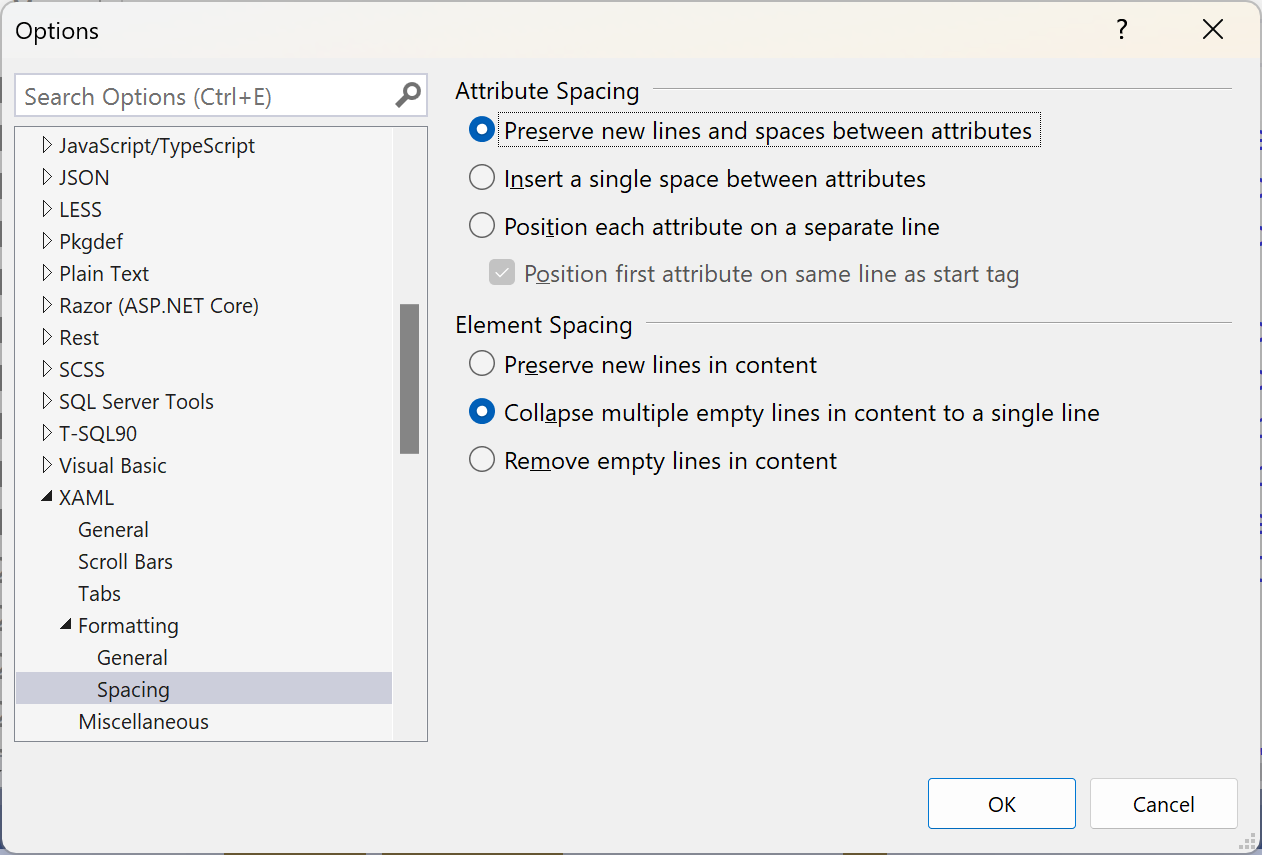 Options
?
Search Options (Ctrl+E)
JavaScript/TypeScript
JSON
LESS
Pkgdef
Plain Text
Razor (ASP.NET Core)
Rest
SCSS
SQL Server Tools
T-SQL90
Visual Basic
XAML
General
Scroll Bars
Tabs
Formatting
General
Spacing
Miscellaneous
Attribute Spacing
Preserve new lines and spaces between attributes
Insert a single space between attributes
Position each attribute on a separate line
Position first attribute on same line as start tag
Element Spacing
Preserve new lines in content
Collapse multiple empty lines in content to a single line
Remove empty lines in content
OK
Cancel